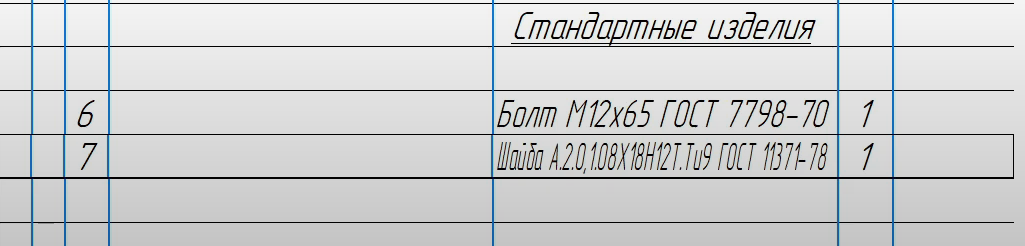 Стандартные изделия
6 Болт М12х65 ГОСТ 7798-70 1
7 Шайба А.2.0,1.08Х18Н12Т.Ти9 ГОСТ 11371-78 1